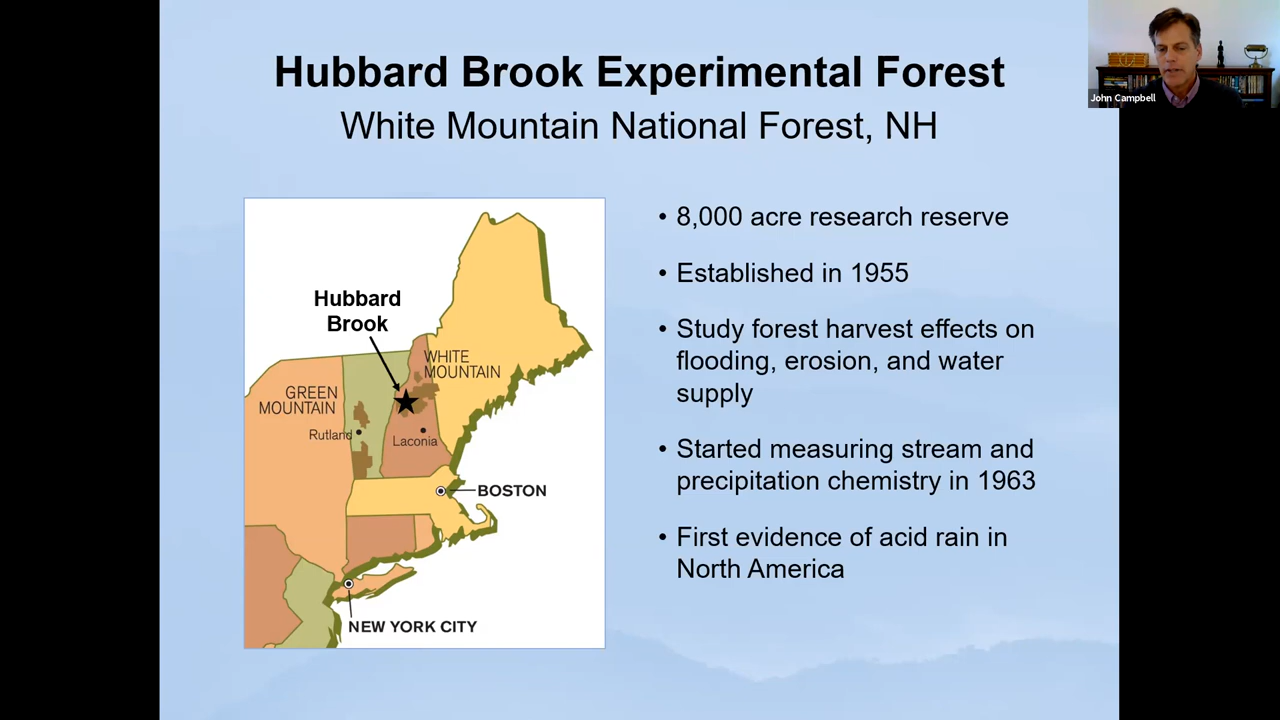 Hubbard Brook Experimental Forest
White Mountain National Forest, NH
John Campbell
Hubbard
Brook
WHITE
MOUNTAIN
GREEN
MOUNTAIN
Rutland
Laconia
BOSTON
NEW YORK CITY
• 8,000 acre research reserve
• Established in 1955
• Study forest harvest effects on
flooding, erosion, and water
supply
• Started measuring stream and
precipitation chemistry in 1963
• First evidence of acid rain in
North America